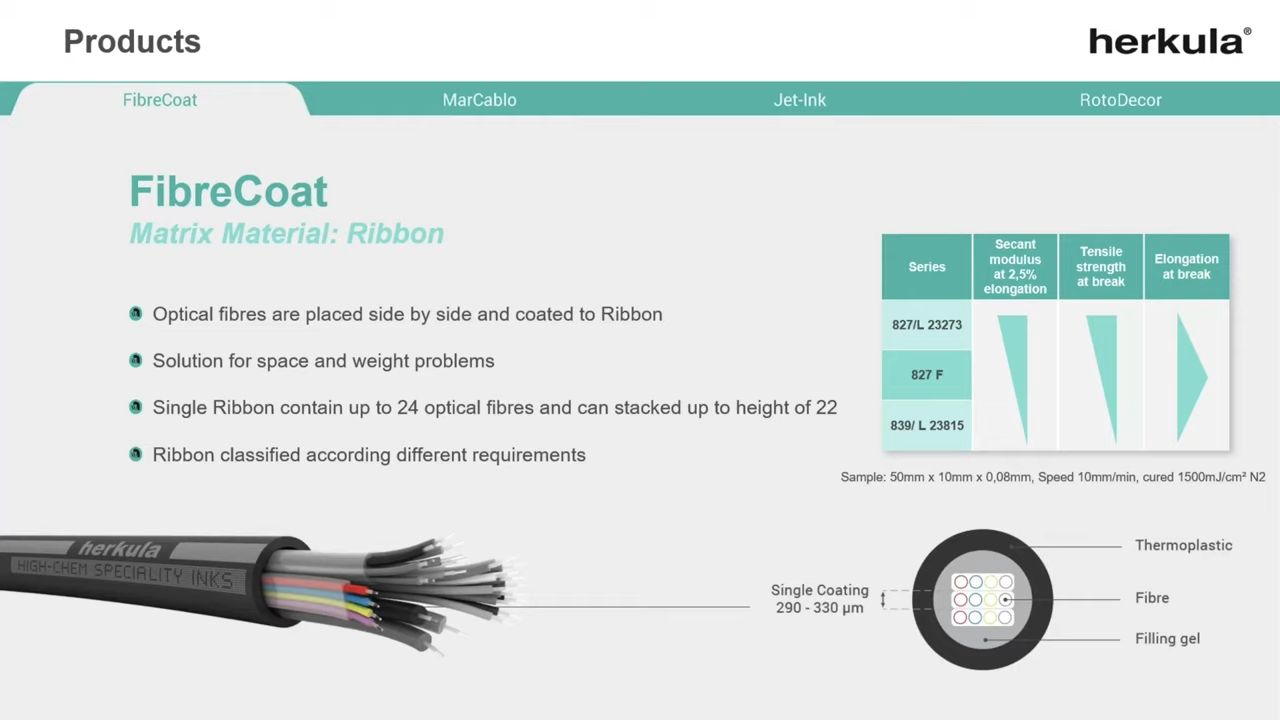 Products
herkula®
FibreCoat
MarCablo
Jet-Ink
RotoDecor
FibreCoat
Matrix Material: Ribbon
Optical fibres are placed side by side and coated to Ribbon
Solution for space and weight problems
Single Ribbon contain up to 24 optical fibres and can stacked up to height of 22
Ribbon classified according different requirements
Series
Secant
modulus
at 2,5%
elongation
Tensile
strength
at break
Elongation
at break
827/L 23273
827 F
839/ L 23815
Sample: 50mm x 10mm x 0,08mm, Speed 10mm/min, cured 1500mJ/cm² N2
herkula
HIGH-CHEM SPECIALITY INKS
Single Coating
290 - 330 µm
Thermoplastic
Fibre
Filling gel